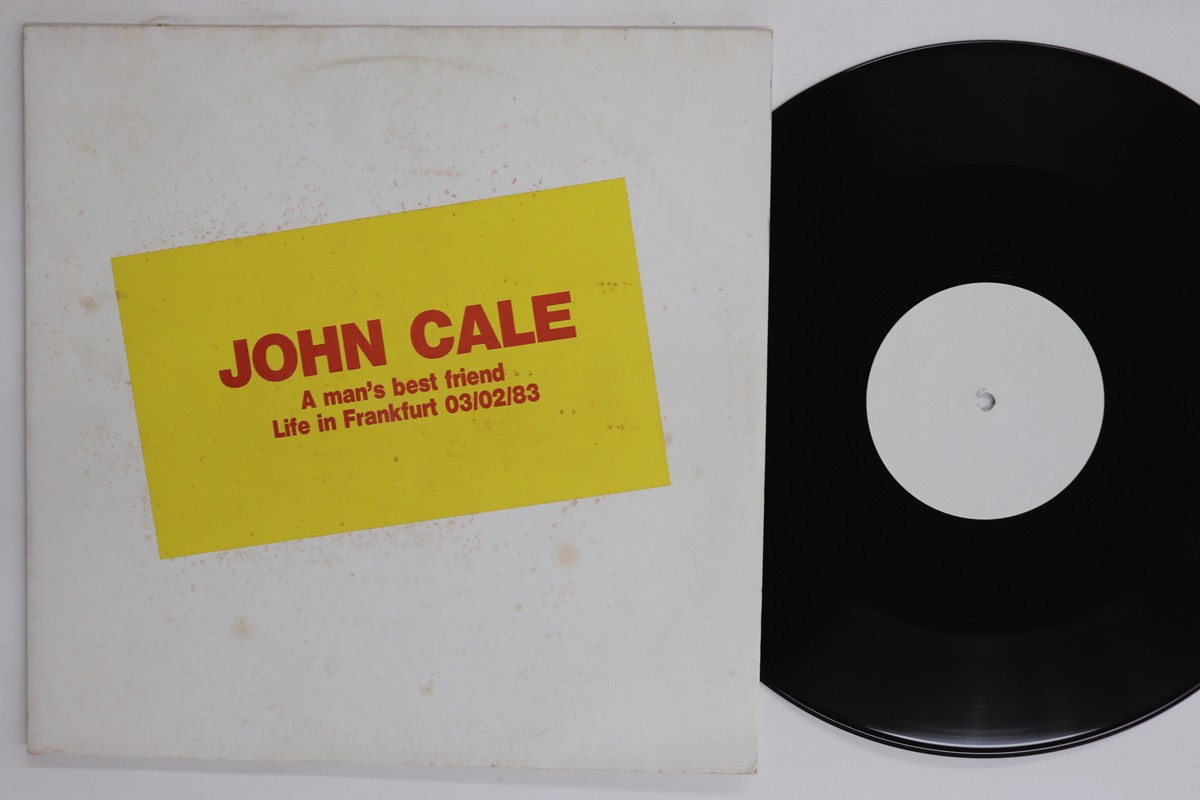 JOHN CALE
A man's best friend
Life in Frankfurt 03/02/83